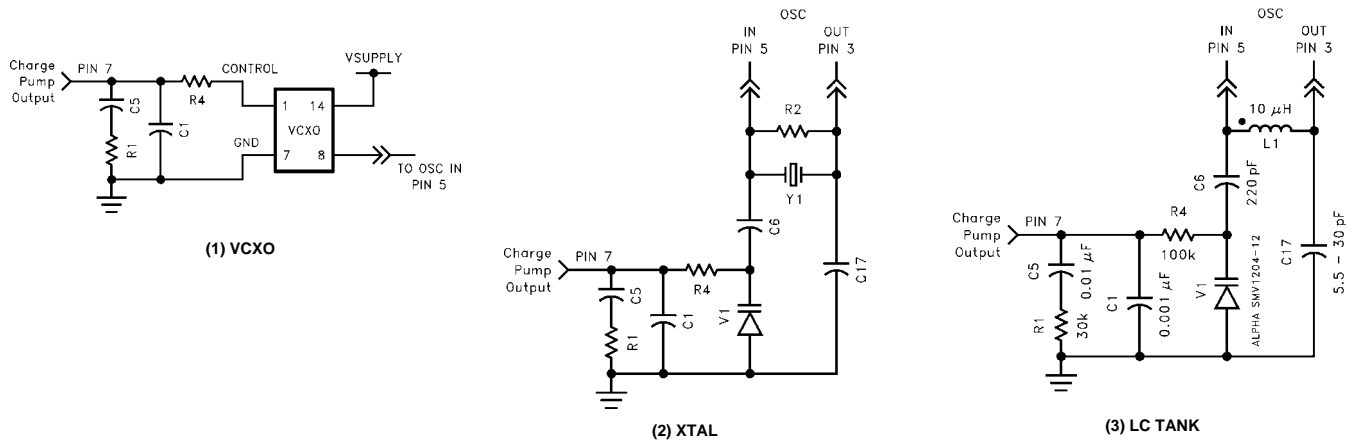 VSUPPLY
Charge
Pump
Output
PIN 7
CONTROL
R4
C5
C1
R1
1 14
VCXO
7 8
GND
TO OSC IN
PIN 5
(1) VCXO
OSC
IN
PIN 5
OUT
PIN 3
R2
Y1
C6
Charge
Pump
Output
PIN 7
R4
C5
C1
R1
V1
C17
(2) XTAL
OSC
IN
PIN 5
OUT
PIN 3
10 μH
L1
C6
220 pF
Charge
Pump
Output
PIN 7
R4
100k
C5
0.01 μF
C1
0.001 μF
R1
30k
V1
ALPHA SMV1204-12
C17
5.5 – 30 pF
(3) LC TANK